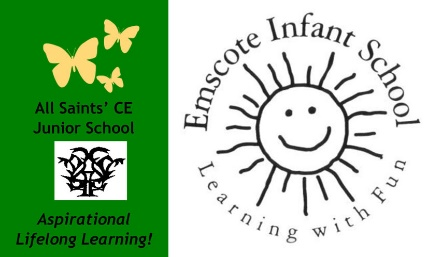 All Saints’ CE
Junior School
Aspirational
Lifelong Learning!
Emscote Infant School
Learning with Fun